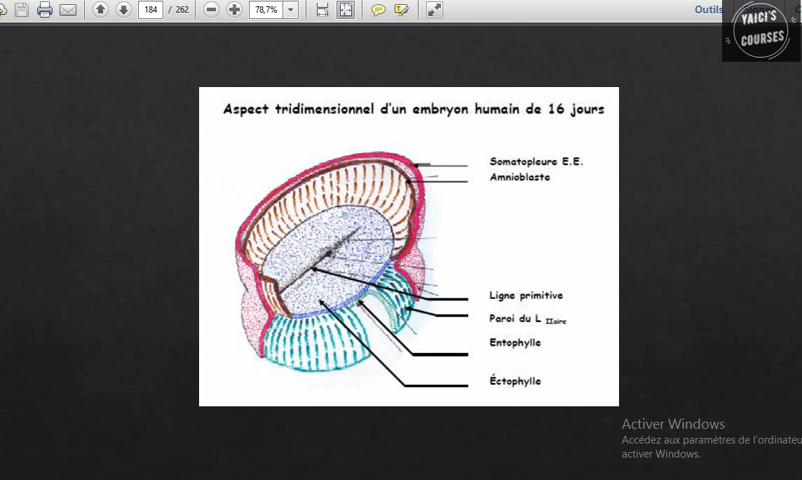 184 / 262
78,7%
Outils
YAICI'S
COURSES
Aspect tridimensionnel d'un embryon humain de 16 jours
Somatopleure E.E.
Amnioblaste
Ligne primitive
Paroi du L IIaire
Entophylle
Éctophylle
Activer Windows
Accédez aux paramètres de l'ordinateu
activer Windows.